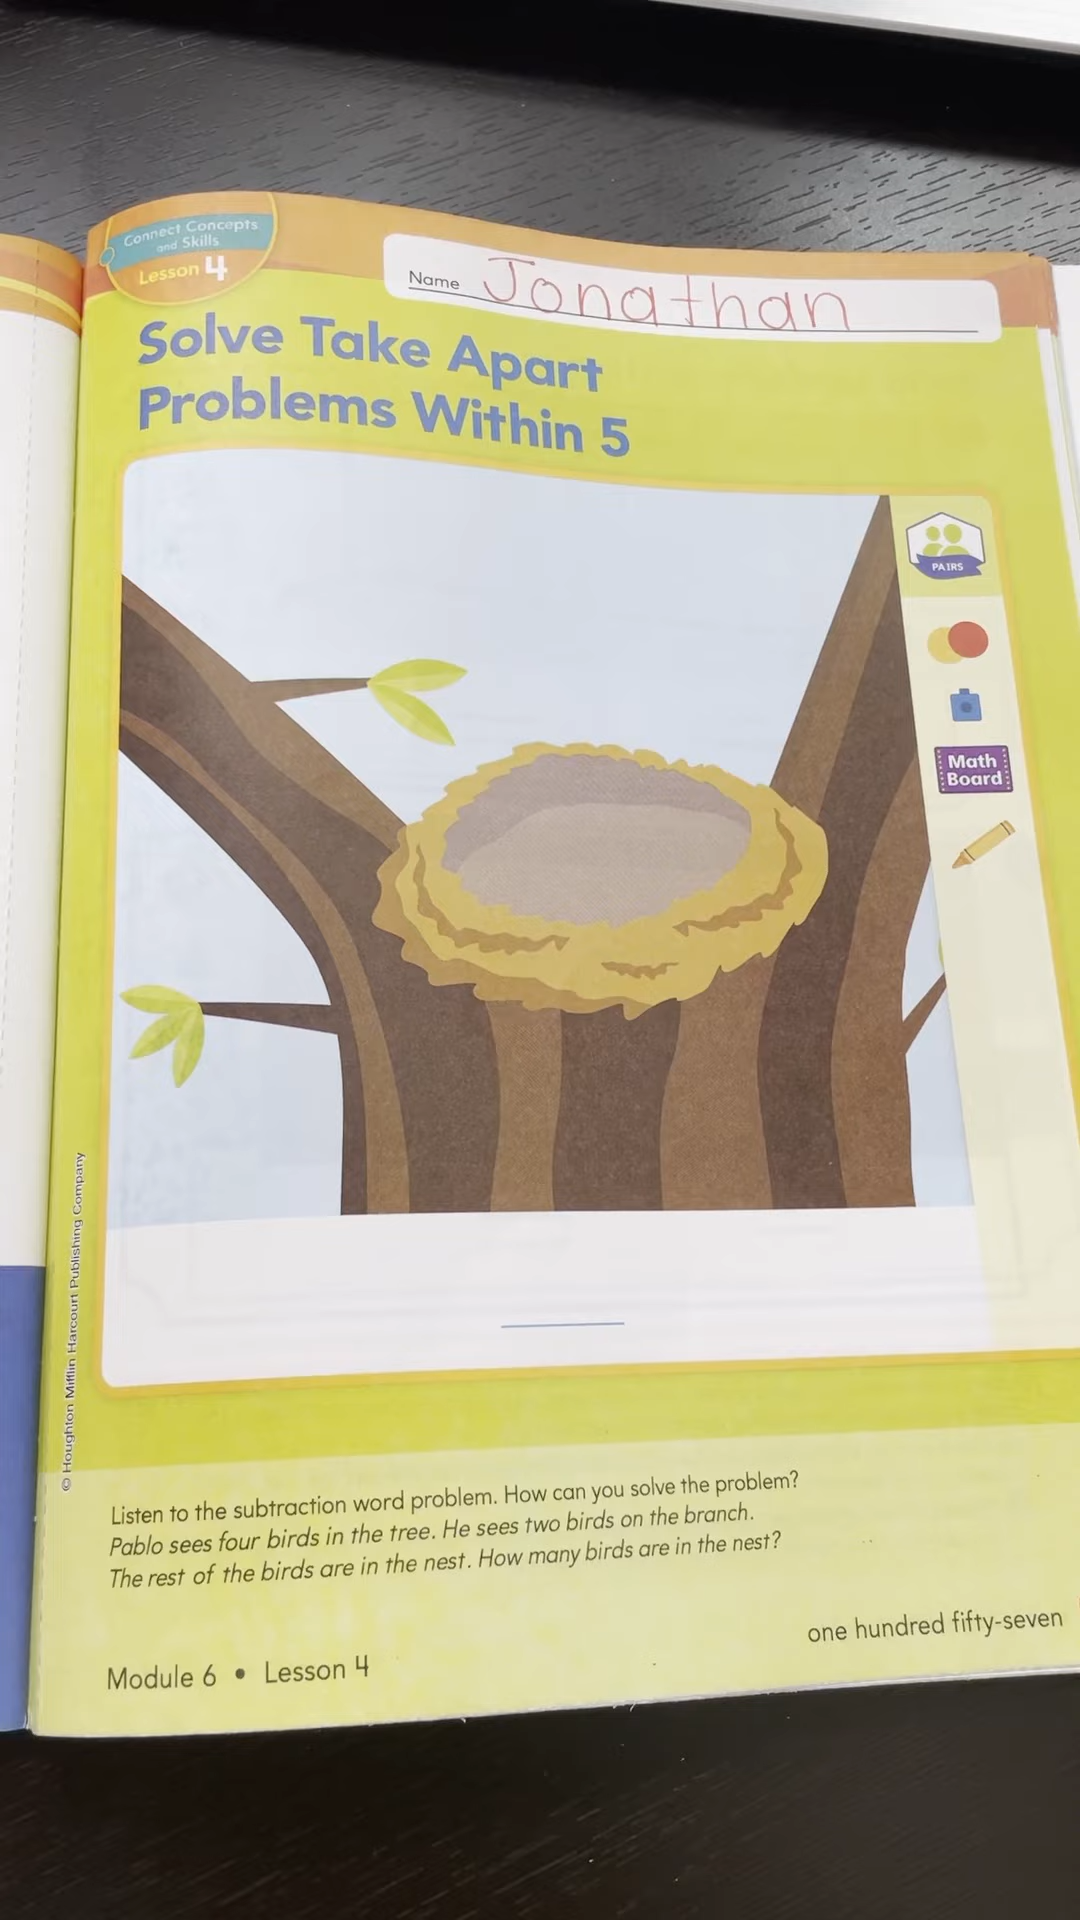 Connect Concepts
and Skills
Lesson 4
Name Jonathan
Solve Take Apart
Problems Within 5
PAIRS
Math
Board
© Houghton Mifflin Harcourt Publishing Company
Listen to the subtraction word problem. How can you solve the problem?
Pablo sees four birds in the tree. He sees two birds on the branch.
The rest of the birds are in the nest. How many birds are in the nest?
one hundred fifty-seven
Module 6 • Lesson 4